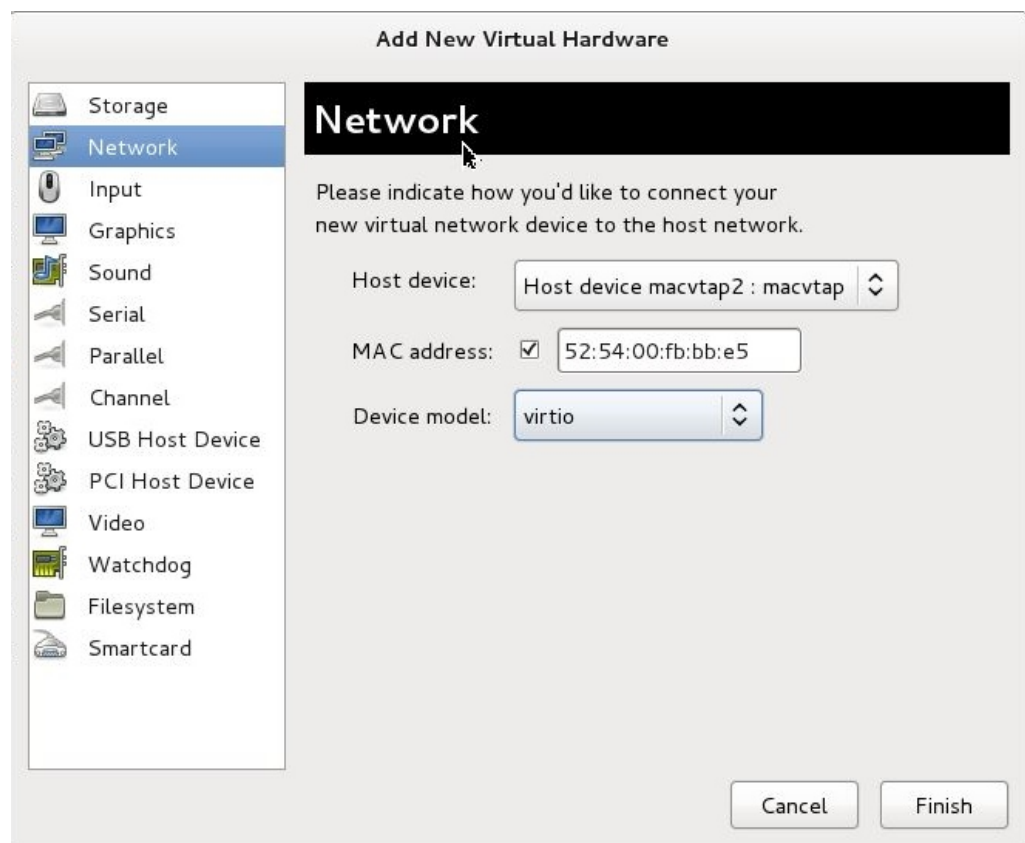 Add New Virtual Hardware
Storage
Network
Input
Graphics
Sound
Serial
Parallel
Channel
USB Host Device
PCI Host Device
Video
Watchdog
Filesystem
Smartcard
Network
Please indicate how you'd like to connect your
new virtual network device to the host network.
Host device: Host device macvtap2 : macvtap
MAC address: 52:54:00:fb:bb:e5
Device model: virtio
Cancel Finish